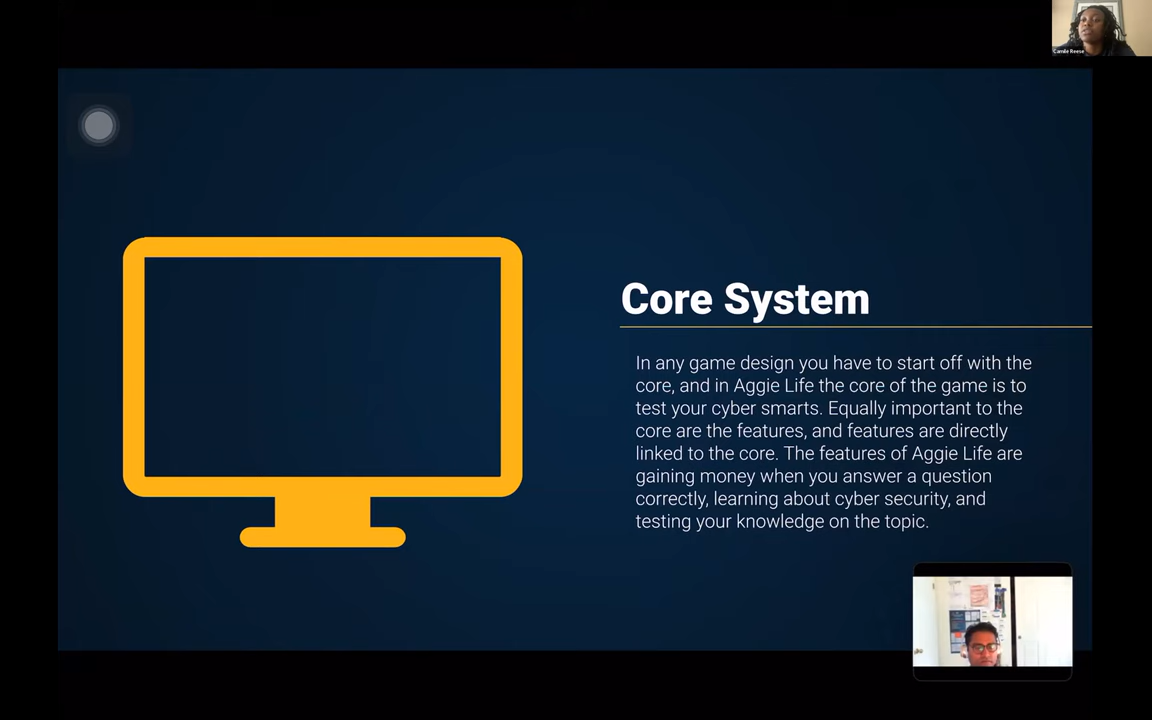 Camilé Reese
Core System
In any game design you have to start off with the
core, and in Aggie Life the core of the game is to
test your cyber smarts. Equally important to the
core are the features, and features are directly
linked to the core. The features of Aggie Life are
gaining money when you answer a question
correctly, learning about cyber security, and
testing your knowledge on the topic.